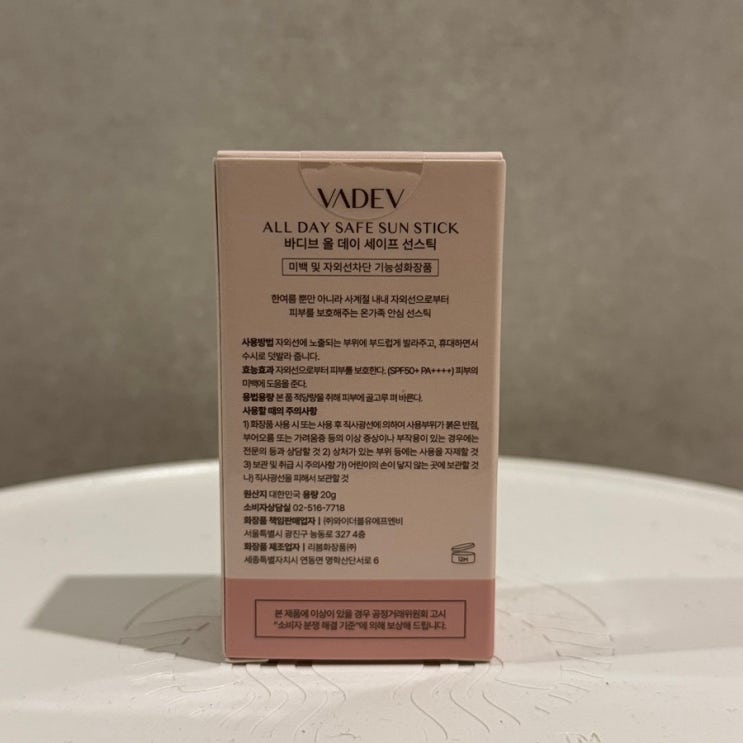 VADEV
ALL DAY SAFE SUN STICK
바디브 올 데이 세이프 선스틱
미백 및 자외선차단 기능성화장품
한여름 뿐만 아니라 사계절 내내 자외선으로부터
피부를 보호해주는 온가족 안심 선스틱
사용방법 자외선에 노출되는 부위에 부드럽게 발라주고, 휴대하면서
수시로 덧발라 줍니다.
효능효과 자외선으로부터 피부를 보호한다. (SPF50+ PA++++) 피부의
미백에 도움을 준다.
용법용량 본 품 적당량을 취해 피부에 골고루 펴 바른다.
사용할 때의 주의사항
1) 화장품 사용 시 또는 사용 후 직사광선에 의하여 사용부위가 붉은 반점,
부어오름 또는 가려움증 등의 이상 증상이나 부작용이 있는 경우에는
전문의 등과 상담할 것 2) 상처가 있는 부위 등에는 사용을 자제할 것
3) 보관 및 취급 시 주의사항 가) 어린이의 손이 닿지 않는 곳에 보관할 것
나) 직사광선을 피해서 보관할 것
원산지 대한민국 용량 20g
소비자상담실 02-516-7718
화장품 책임판매업자 | ㈜와이더블유에프엔비
서울특별시 광진구 능동로 327 4층
화장품 제조업자 | 리봄화장품㈜
세종특별자치시 연동면 명학산단서로 6
12M
본 제품에 이상이 있을 경우 공정거래위원회 고시
"소비자 분쟁 해결 기준"에 의해 보상해 드립니다.